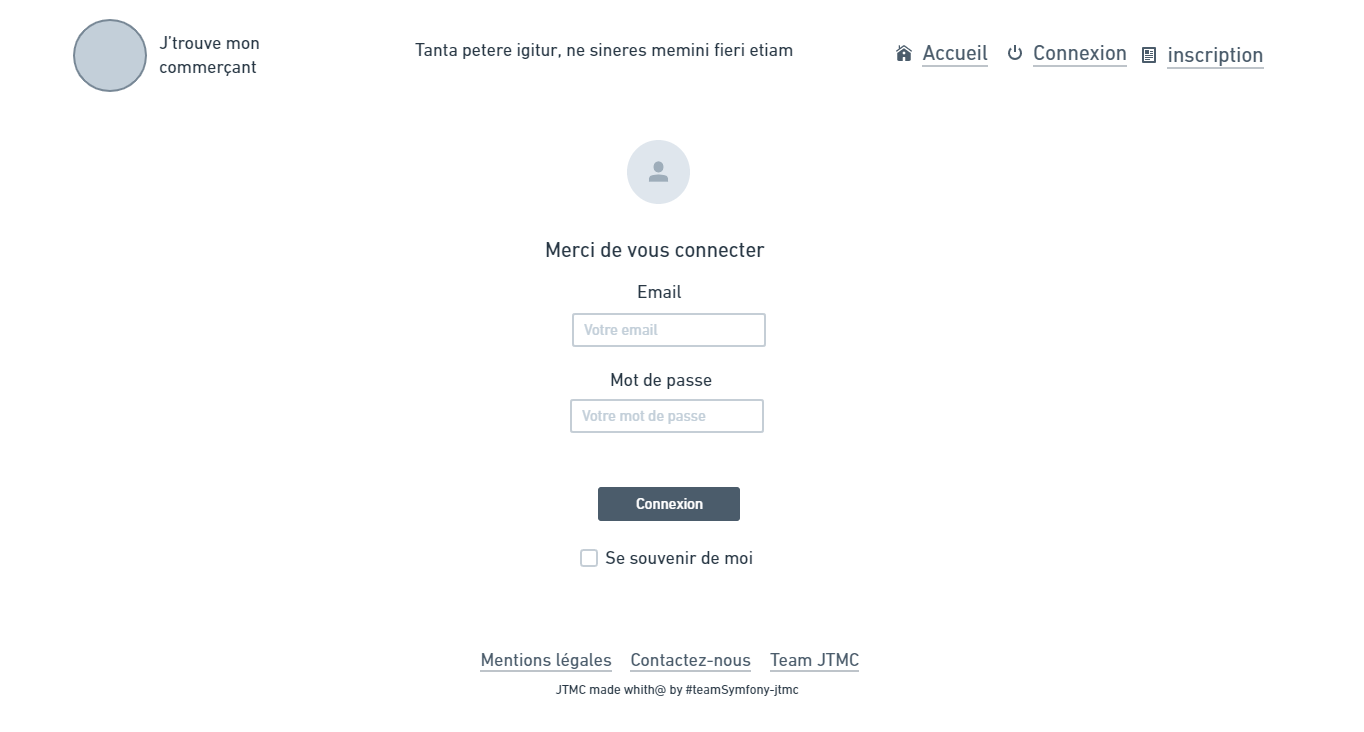 J'trouve mon
commerçant
Tanta petere igitur, ne sineres memini fieri etiam
Accueil
Connexion
inscription
Merci de vous connecter
Email
Votre email
Mot de passe
Votre mot de passe
Connexion
Se souvenir de moi
Mentions légales
Contactez-nous
Team JTMC
JTMC made whith@ by #teamSymfony-jtmc